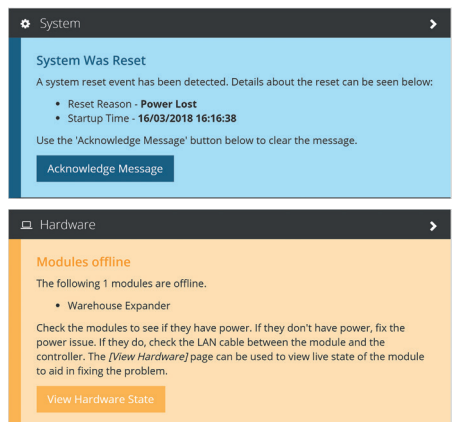 System
System Was Reset
A system reset event has been detected. Details about the reset can be seen below:
• Reset Reason - Power Lost
• Startup Time - 16/03/2018 16:16:38
Use the 'Acknowledge Message' button below to clear the message.
Acknowledge Message
Hardware
Modules offline
The following 1 modules are offline.
• Warehouse Expander
Check the modules to see if they have power. If they don't have power, fix the
power issue. If they do, check the LAN cable between the module and the
controller. The [View Hardware] page can be used to view live state of the module
to aid in fixing the problem.
View Hardware State